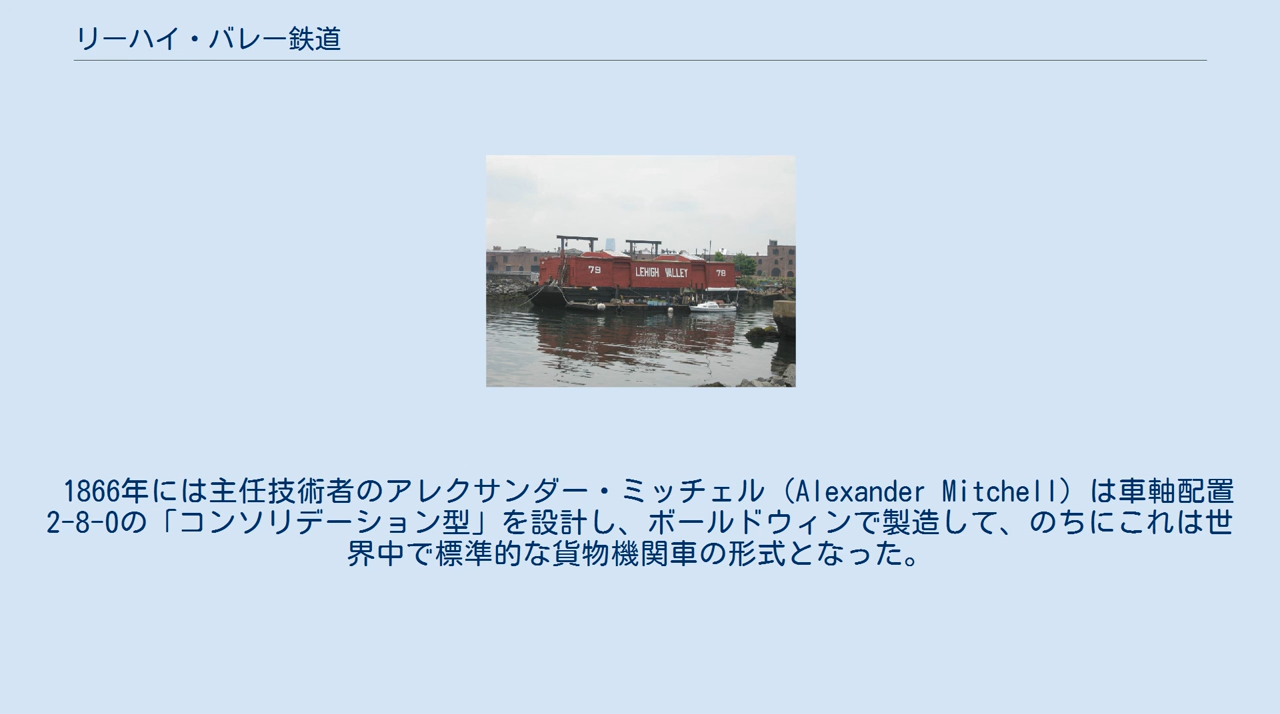 リーハイ・バレー鉄道
79
LEHIGH VALLEY
79
1866年には主任技術者のアレクサンダー・ミッチェル（Alexander Mitchell）は車軸配置
2-8-0の「コンソリデーション型」を設計し、ボールドウィンで製造して、のちにこれは世
界中で標準的な貨物機関車の形式となった。